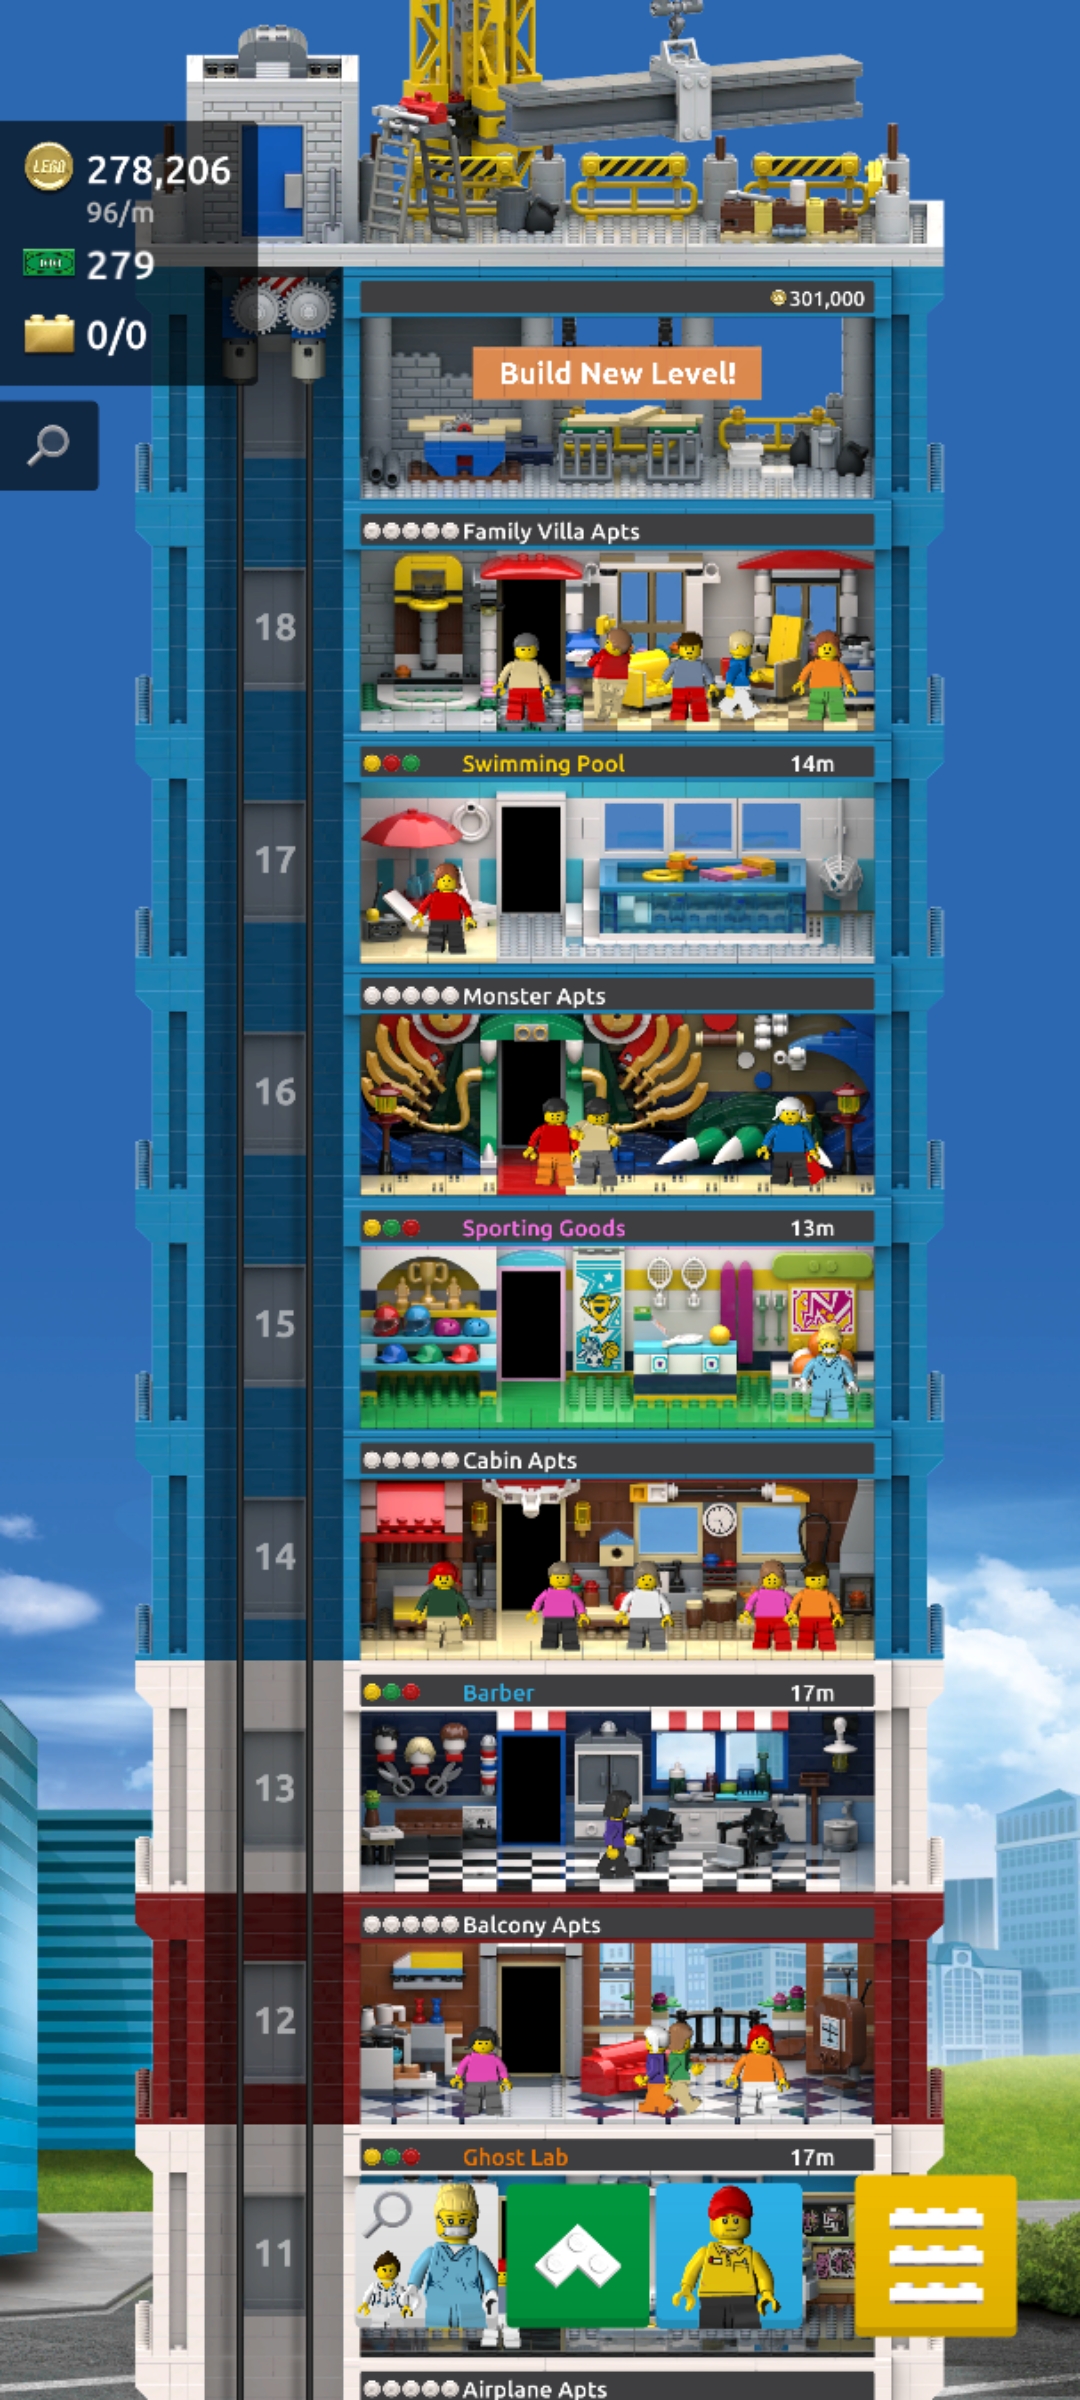 LEGO 278,206
96/m
279
0/0
301,000
Build New Level!
Family Villa Apts
18
Swimming Pool 14m
17
Monster Apts
16
Sporting Goods 13m
15
Cabin Apts
14
Barber 17m
13
Balcony Apts
12
Ghost Lab 17m
11
Airplane Apts